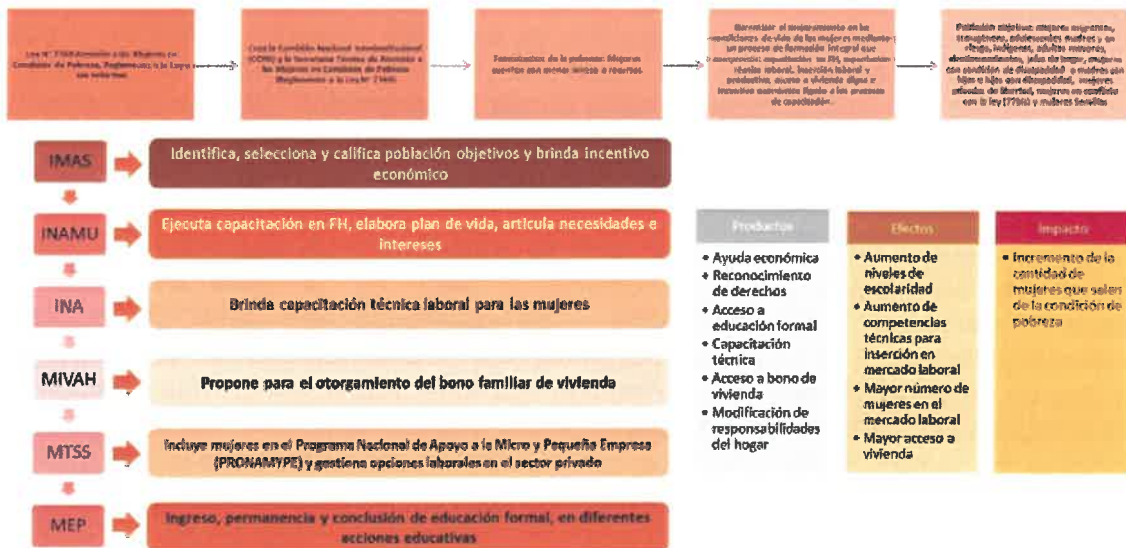 Ley N° 7769 Atención a las Mujeres en
Condición de Pobreza, Reglamento a la Ley y
sus reformas
Crea la Comisión Nacional Interinstitucional
y la Secretaría Técnica de Atención a
las Mujeres en Condición de Pobreza
(Reglamento a la Ley N° 7769)
Feminización de la pobreza: Mujeres
cuentan con menor acceso a recursos
Garantizar el mejoramiento en las
condiciones de vida de las mujeres mediante
un proceso de formación integral que
comprenda: capacitación en FH, capacitación
técnica laboral, inserción laboral y
productiva, acceso a vivienda digna e
incentivo económico ligado a los procesos
de capacitación.
Población objetivo: mujeres migrantes,
transgénero, adolescentes madres y en
riesgo, indígenas, adultas mayores,
afrodescendientes, jefas de hogar, mujeres
con condición de discapacidad o madres con
hijos e hijas con discapacidad, mujeres
privadas de libertad, mujeres en conflicto
con la ley y mujeres
IMAS
Identifica, selecciona y califica población objetivos y brinda incentivo
económico
INAMU
Ejecuta capacitación en FH, elabora plan de vida, articula necesidades e
intereses
INA
Brinda capacitación técnica laboral para las mujeres
MIVAH
Propone para el otorgamiento del bono familiar de vivienda
MTSS
Incluye mujeres en el Programa Nacional de Apoyo a la Micro y Pequeña Empresa
(PRONAMYPE) y gestiona opciones laborales en el sector privado
MEP
Ingreso, permanencia y conclusión de educación formal, en diferentes
acciones educativas
Productos
• Ayuda económica
• Reconocimiento
de derechos
• Acceso a
educación formal
• Capacitación
técnica
• Acceso a bono de
vivienda
• Modificación de
responsabilidades
del hogar
Efectos
• Aumento de
niveles de
escolaridad
• Aumento de
competencias
técnicas para
inserción en
mercado laboral
• Mayor número de
mujeres en el
mercado laboral
• Mayor acceso a
vivienda
Impacto
• Incremento de la
cantidad de
mujeres que salen
de la condición de
pobreza